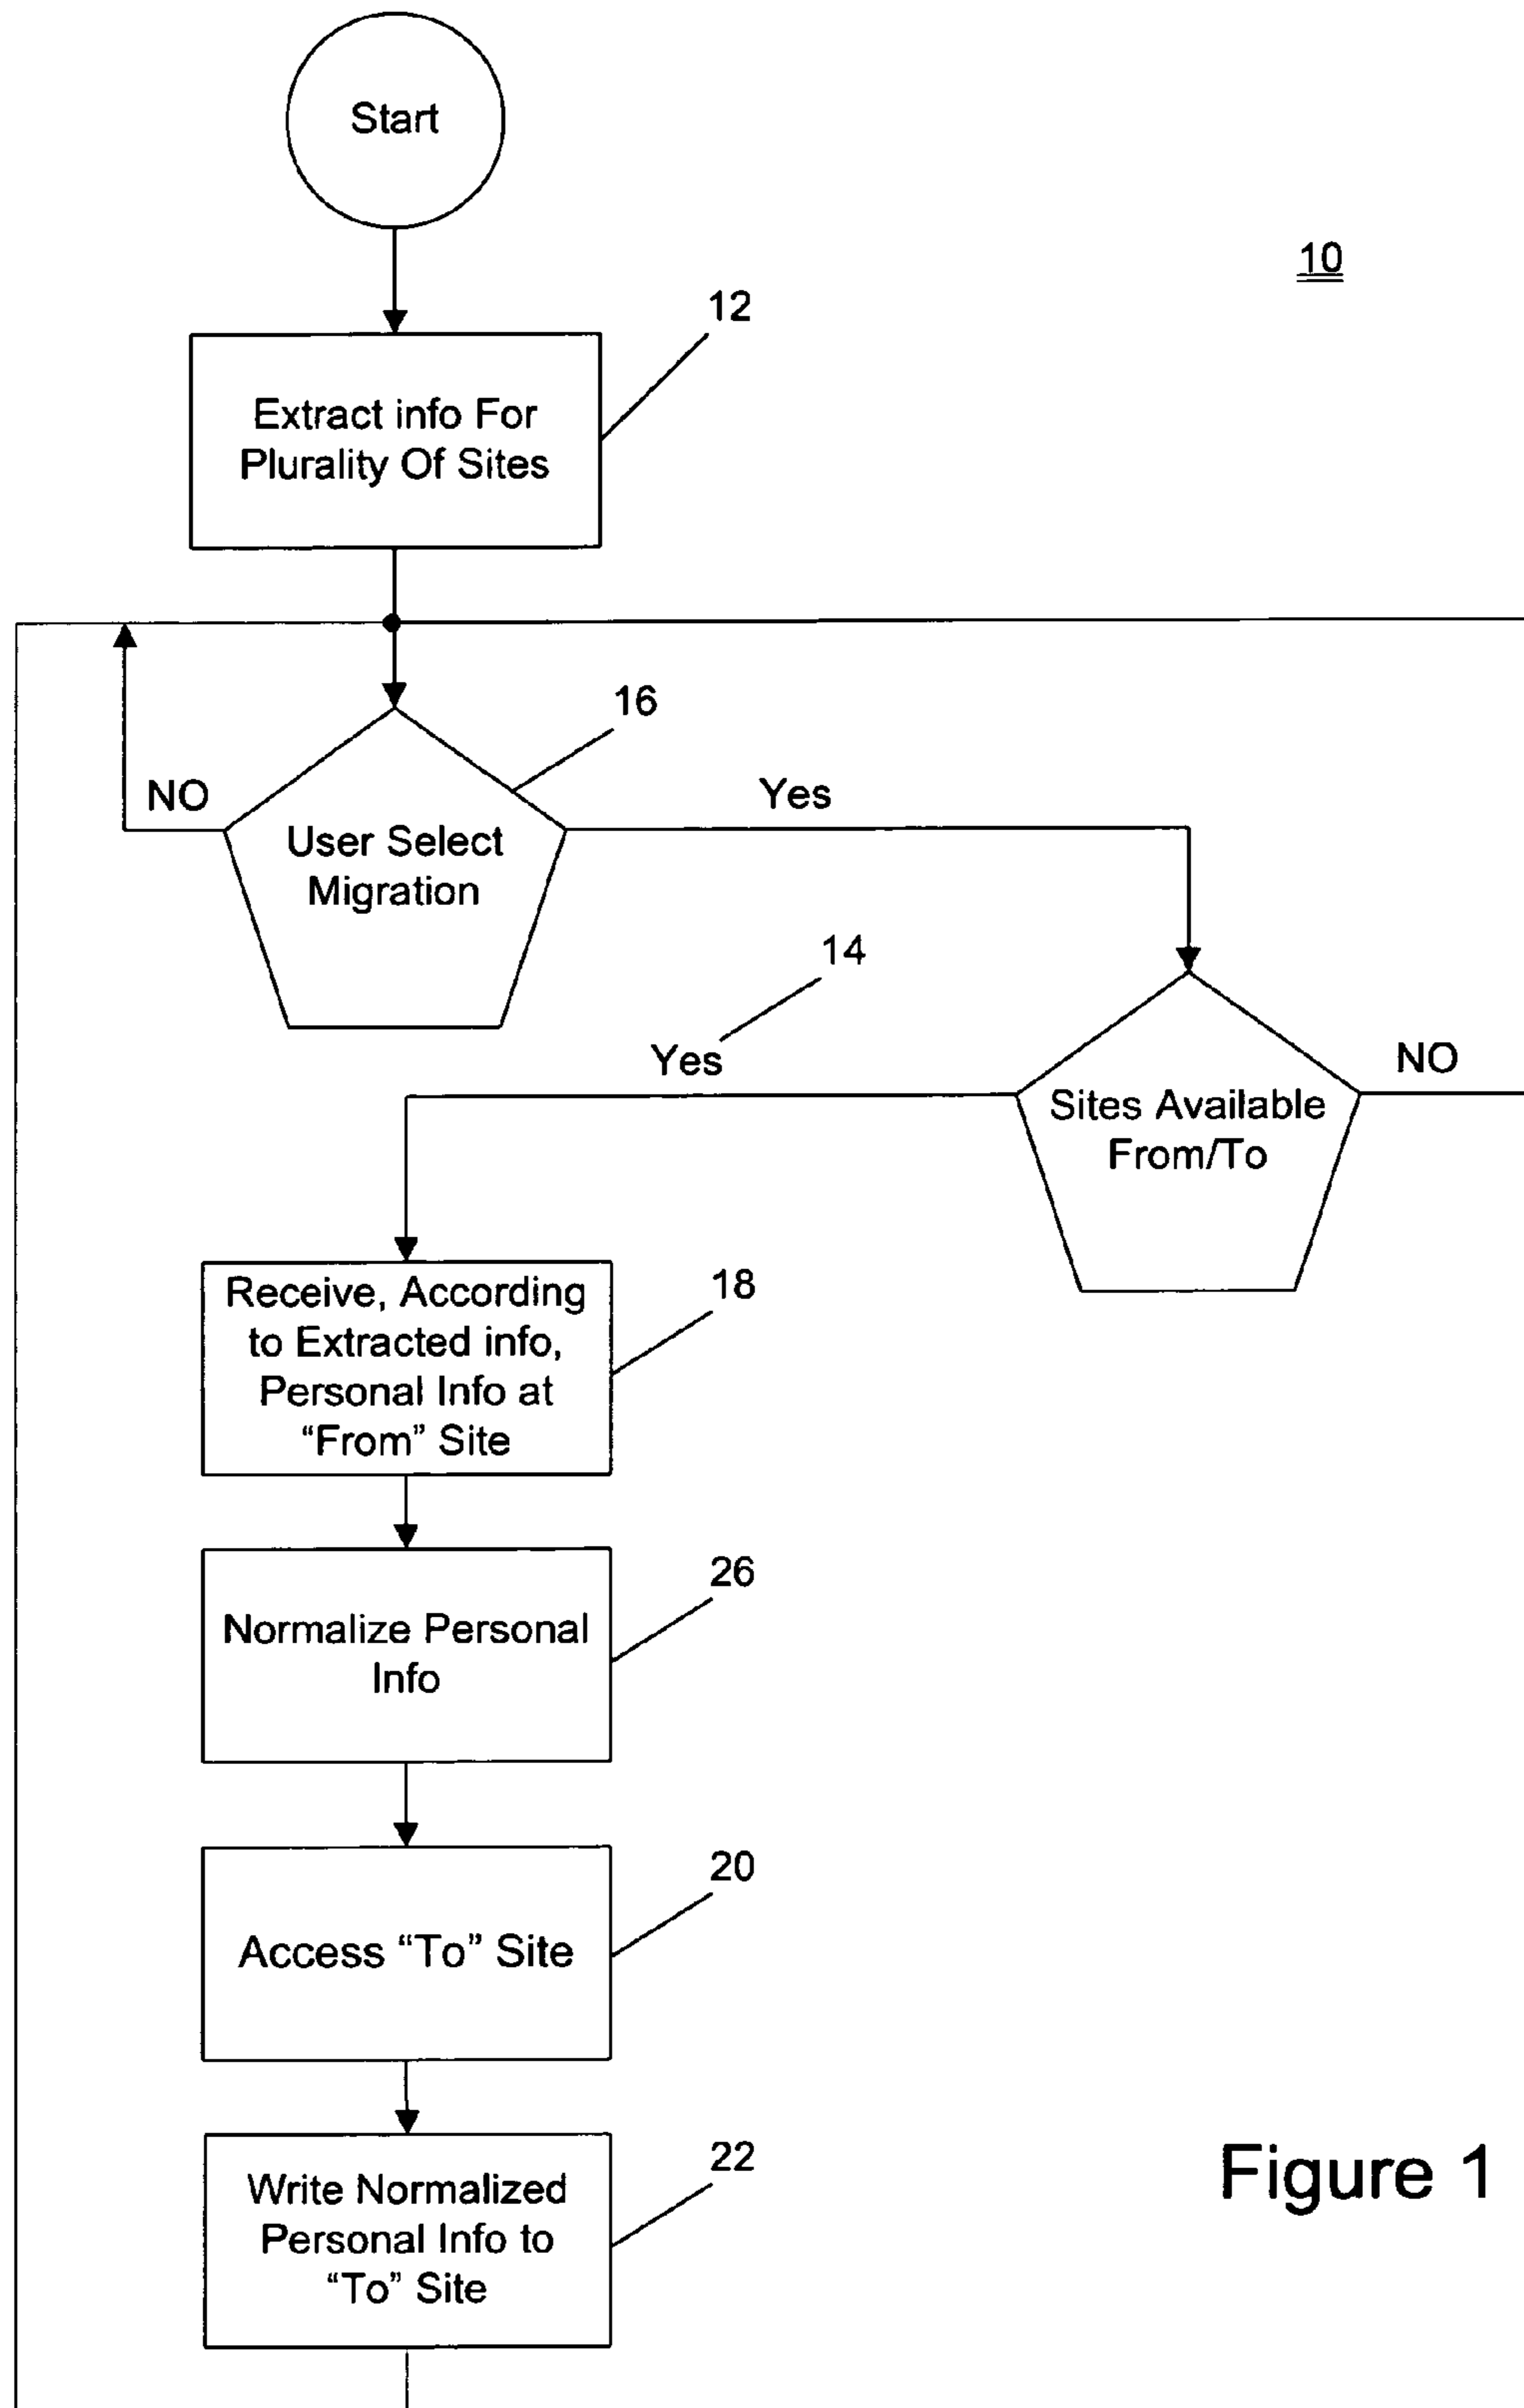 Start
10
12
Extract info For
Plurality Of Sites
16
NO
Yes
User Select
Migration
14
Yes
NO
Sites Available
From/To
18
Receive, According
to Extracted info,
Personal Info at
“From” Site
26
Normalize Personal
Info
20
Access “To” Site
22
Write Normalized
Personal Info to
“To” Site
Figure 1